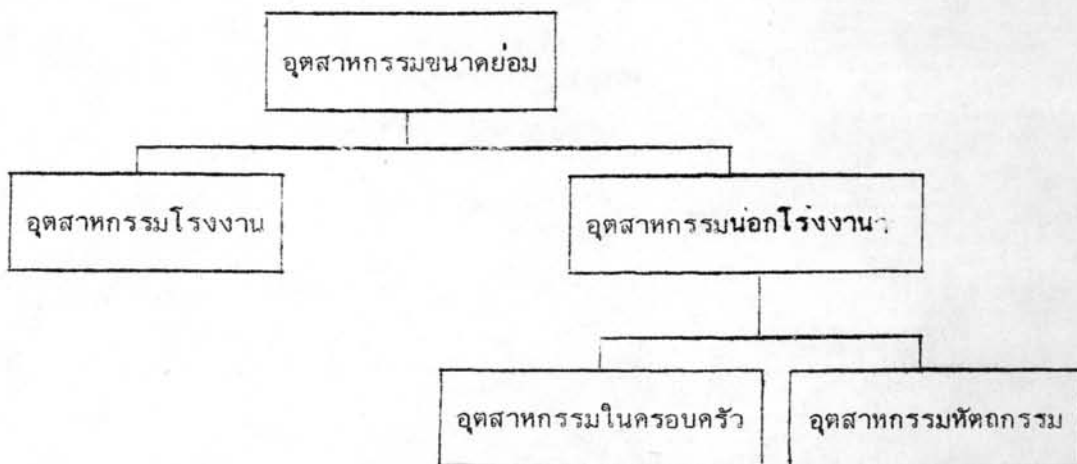 อุตสาหกรรมขนาดย่อม
อุตสาหกรรมโรงงาน
อุตสาหกรรมนอกโรงงาน
อุตสาหกรรมในครอบครัว
อุตสาหกรรมหัตถกรรม